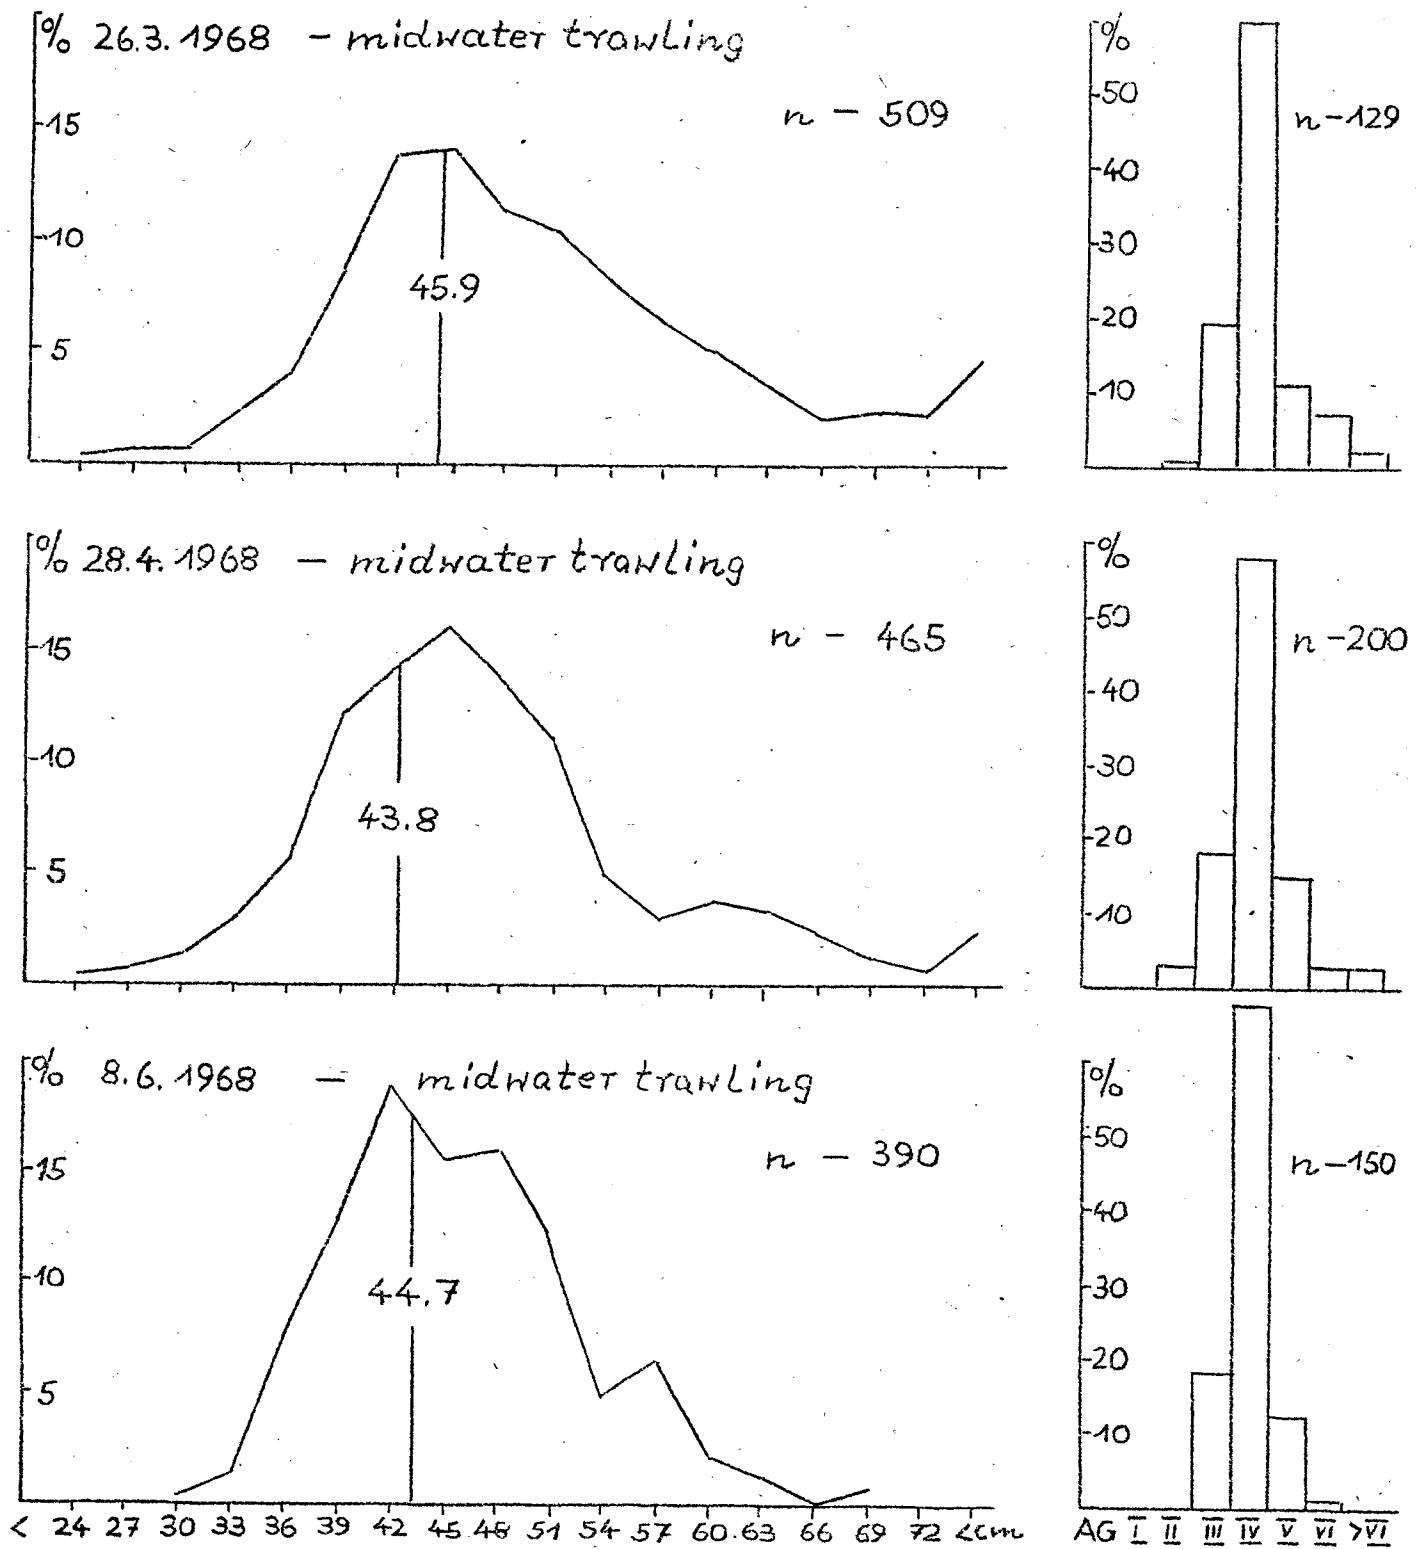 % 26.3.1968 - midwater trawling
n - 509
15
10
5
45.9
%
50
40
30
20
10
n-129
% 28.4.1968 - midwater trawling
n - 465
15
10
5
43.8
%
50
40
30
20
10
n-200
% 8.6.1968 - midwater trawling
n - 390
15
10
5
44.7
< 24 27 30 33 36 39 42 45 48 51 54 57 60 63 66 69 72 <cm
%
50
40
30
20
10
n-150
AG I II III IV V VI >VI